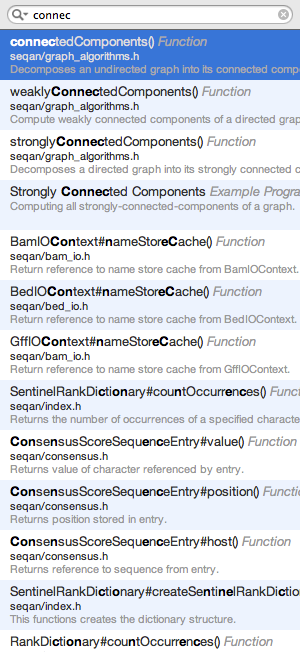 connec
connectedComponents() Function
seqan/graph_algorithms.h
Decomposes an undirected graph into its connected comp
weaklyConnectedComponents() Function
seqan/graph_algorithms.h
Compute weakly connected components of a directed grap
stronglyConnectedComponents() Function
seqan/graph_algorithms.h
Decomposes a directed graph into its strongly connected c
Strongly Connected Components Example Progra
Computing all strongly-connected-components of a graph.
BamIOContext#nameStoreCache() Function
seqan/bam_io.h
Return reference to name store cache from BamIOContext.
BedIOContext#nameStoreCache() Function
seqan/bed_io.h
Return reference to name store cache from BedIOContext.
GffIOContext#nameStoreCache() Function
seqan/bam_io.h
Return reference to name store cache from GffIOContext.
SentinelRankDictionary#countOccurrences() Function
seqan/index.h
Returns the number of occurrences of a specified characte
ConsensusScoreSequenceEntry#value() Function
seqan/consensus.h
Returns value of character referenced by entry.
ConsensusScoreSequenceEntry#position() Functi
seqan/consensus.h
Returns position stored in entry.
ConsensusScoreSequenceEntry#host() Function
seqan/consensus.h
Returns reference to sequence from entry.
SentinelRankDictionary#createSentinelRankDictio
seqan/index.h
This functions creates the dictionary structure.
RankDictionary#countOccurrences() Function